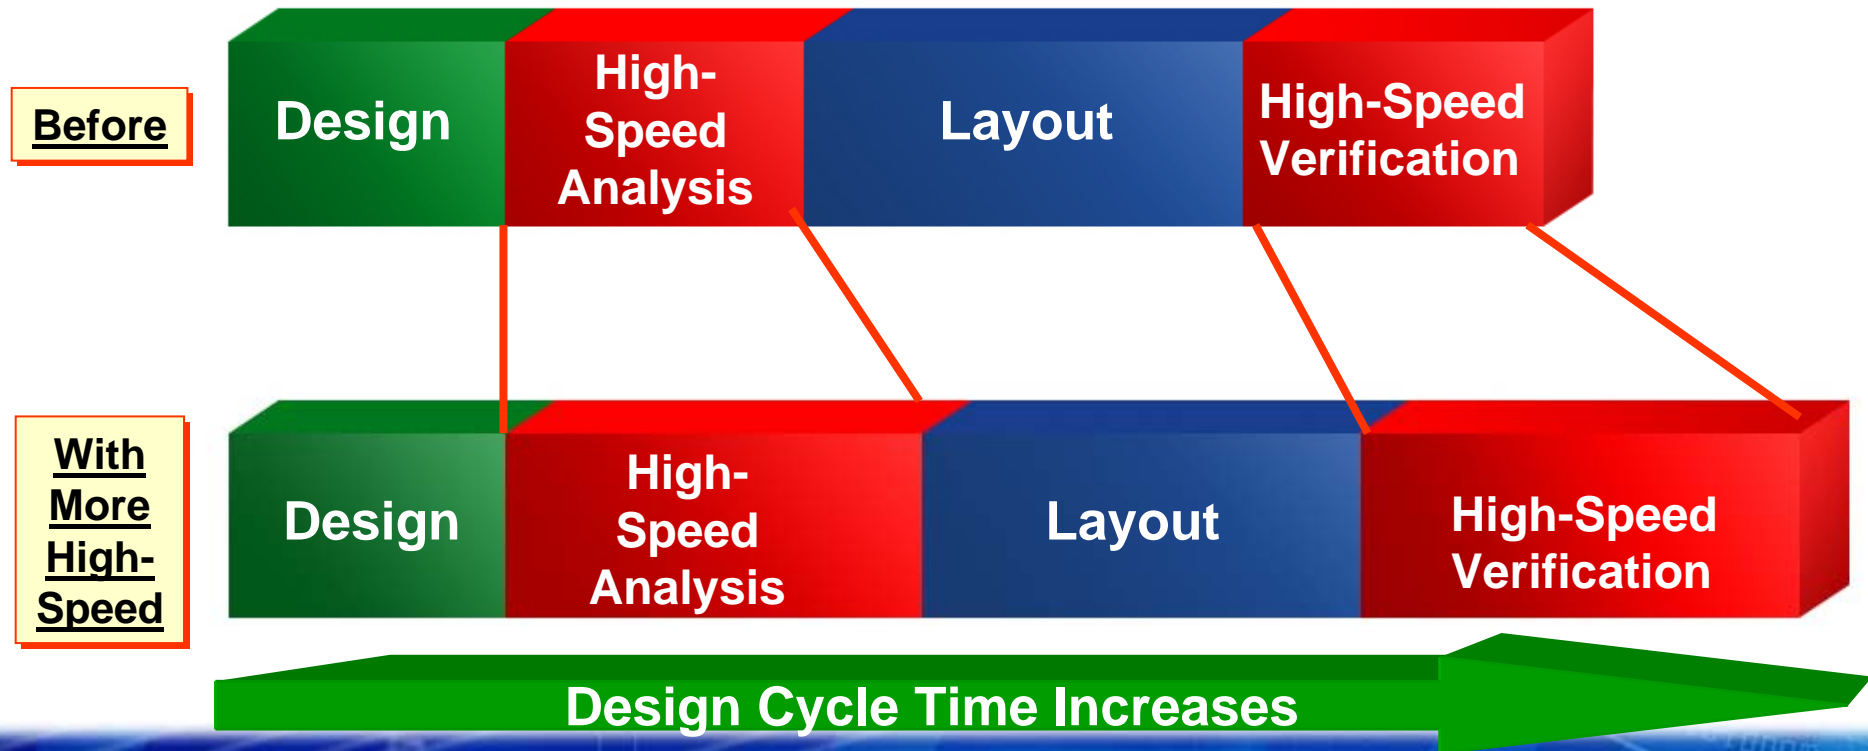 Before
Design
High-
Speed
Analysis
Layout
High-Speed
Verification
With
More
High-
Speed
Design
High-
Speed
Analysis
Layout
High-Speed
Verification
Design Cycle Time Increases